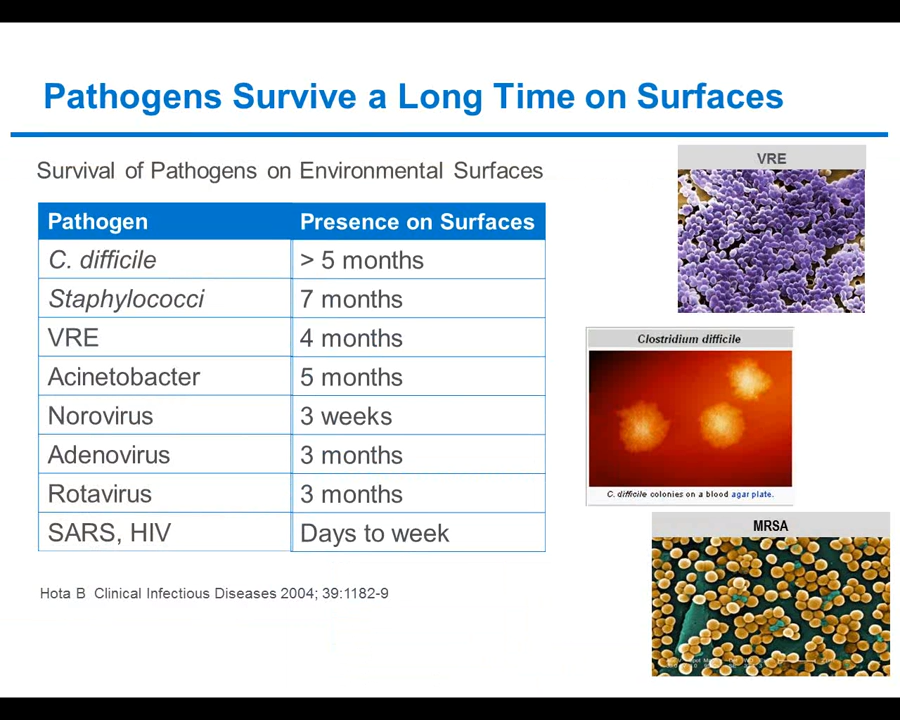 Pathogens Survive a Long Time on Surfaces
Survival of Pathogens on Environmental Surfaces
Pathogen Presence on Surfaces
C. difficile > 5 months
Staphylococci 7 months
VRE 4 months
Acinetobacter 5 months
Norovirus 3 weeks
Adenovirus 3 months
Rotavirus 3 months
SARS, HIV Days to week
Hota B Clinical Infectious Diseases 2004; 39:1182-9
VRE
Clostridium difficile
C. difficile colonies on a blood agar plate.
MRSA